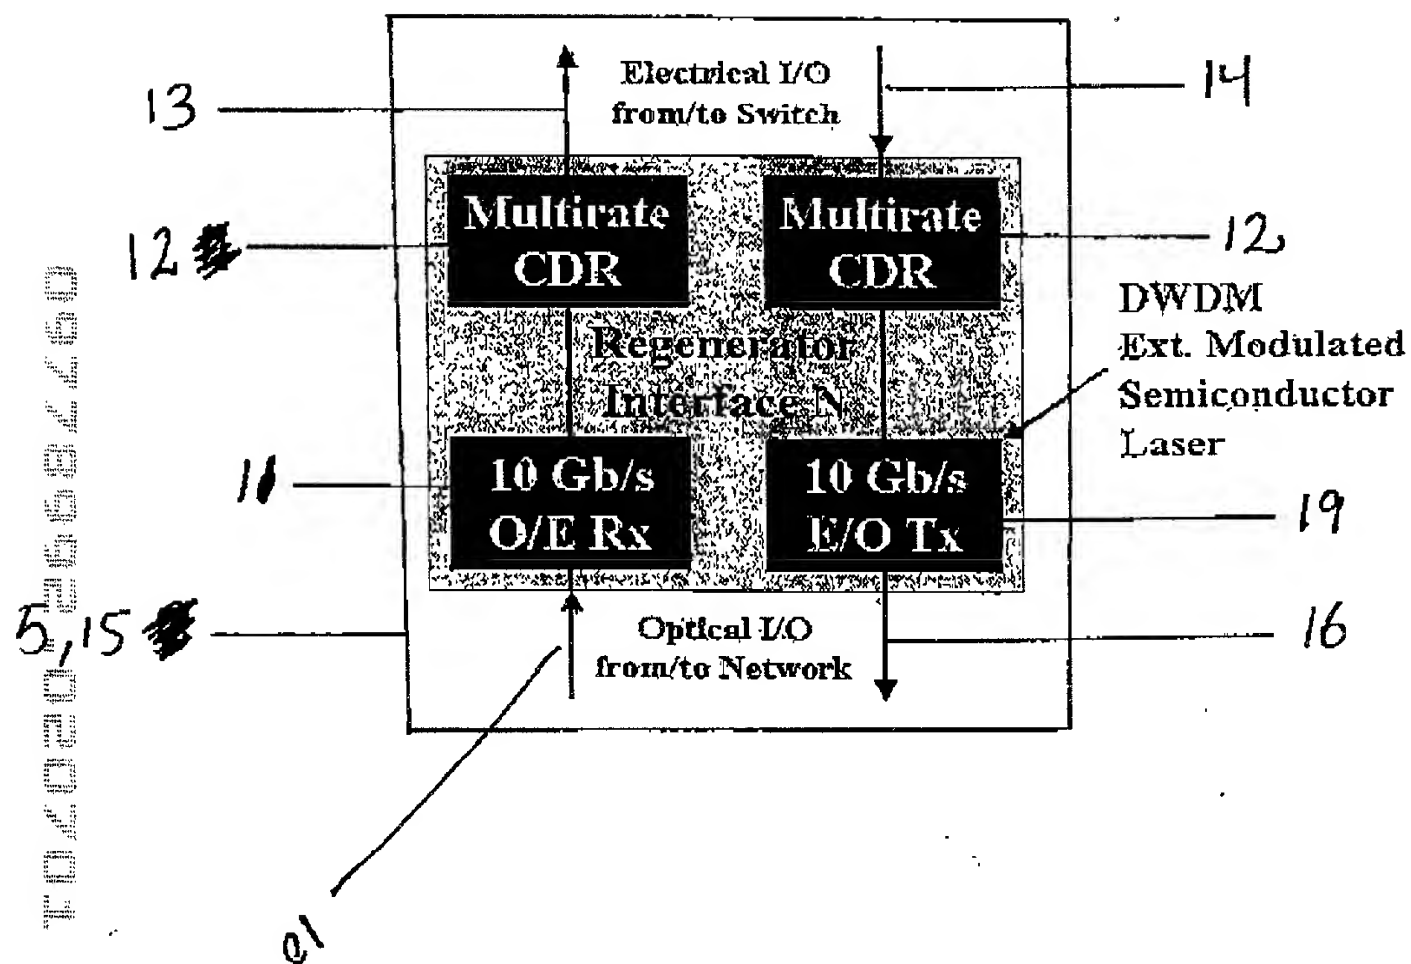 Electrical I/O
from/to Switch
13
14
Multirate
CDR
Multirate
CDR
12
12
DWDM
Ext. Modulated
Semiconductor
Laser
Regenerator
Interface N
10 Gb/s
O/E Rx
10 Gb/s
E/O Tx
11
19
5,15
16
Optical I/O
from/to Network